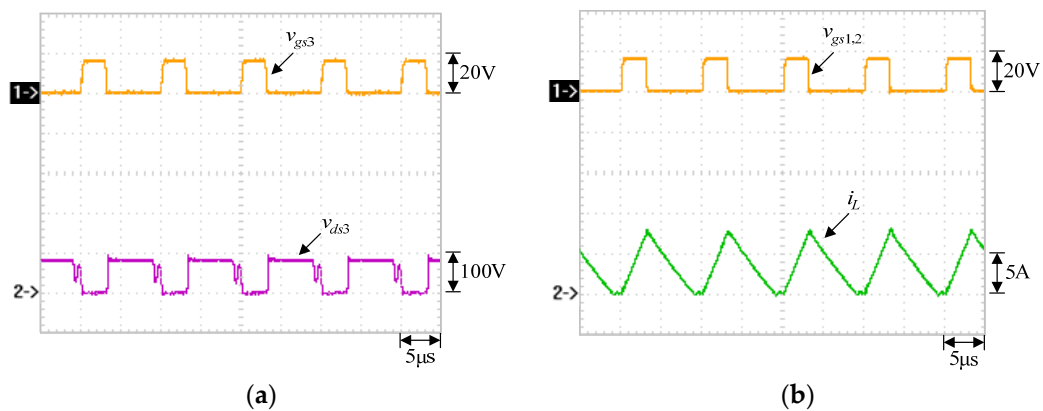 v_gs3
1->
20V
v_ds3
2->
100V
5μs
(a)
v_gs1,2
1->
20V
i_L
2->
5A
5μs
(b)